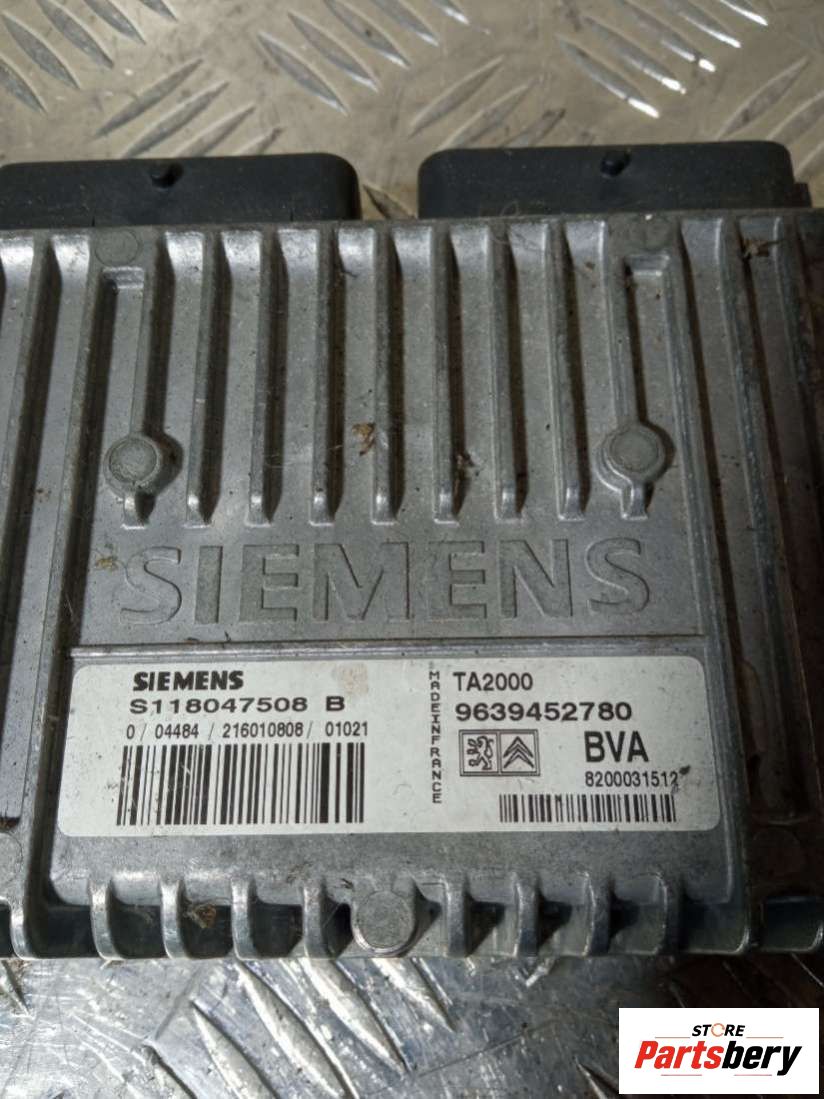 SIEMENS
SIEMENS
S118047508 B
0/ 04484 / 216010808/ 01021
MADE IN FRANCE
TA2000
9639452780
BVA
8200031512
STORE
Partsbery